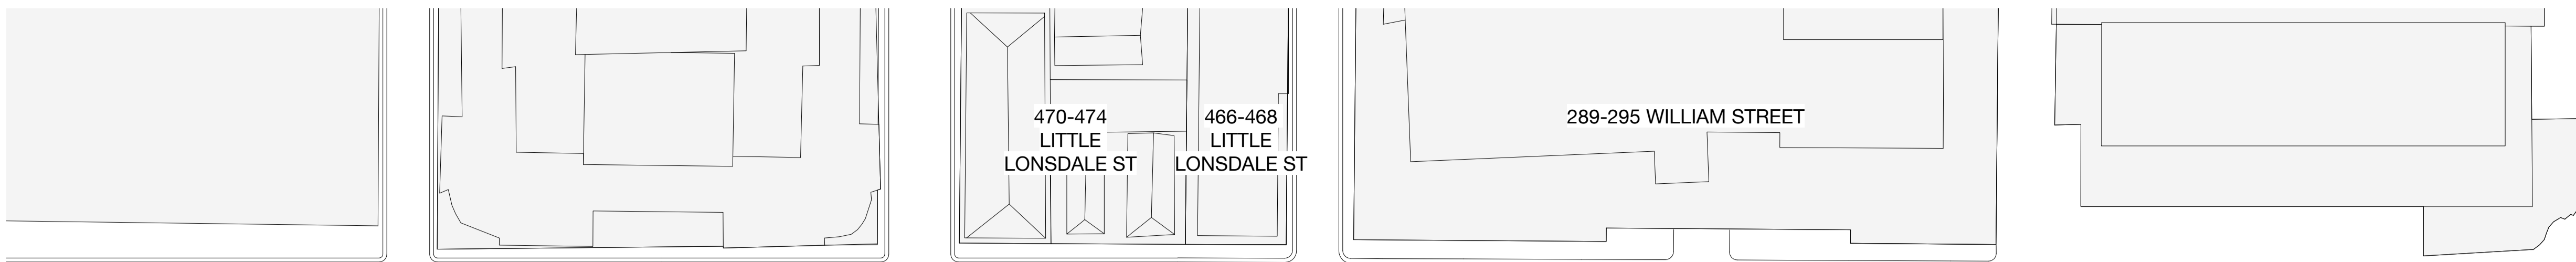 470-474
LITTLE
LONSDALE ST
466-468
LITTLE
LONSDALE ST
289-295 WILLIAM STREET